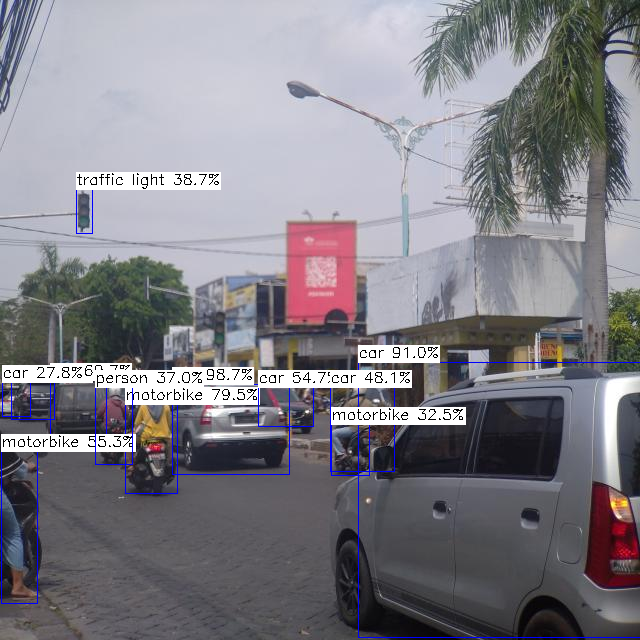 traffic light 38.7%
car 91.0%
car 27.8%
person 37.0%
98.7%
car 54.7%
car 48.1%
motorbike 79.5%
motorbike 32.5%
motorbike 55.3%